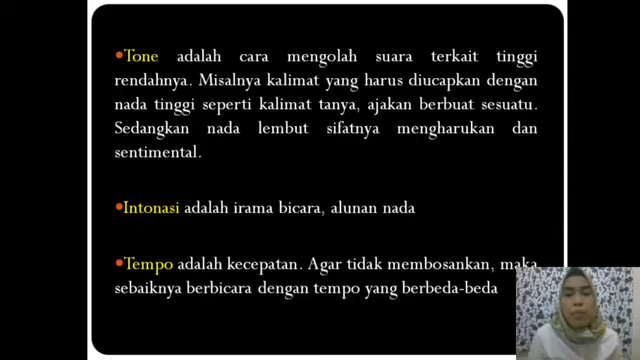 •Tone adalah cara mengolah suara terkait tinggi
rendahnya. Misalnya kalimat yang harus diucapkan dengan
nada tinggi seperti kalimat tanya, ajakan berbuat sesuatu.
Sedangkan nada lembut sifatnya mengharukan dan
sentimental.
•Intonasi adalah irama bicara, alunan nada
•Tempo adalah kecepatan. Agar tidak membosankan, maka
sebaiknya berbicara dengan tempo yang berbeda-beda